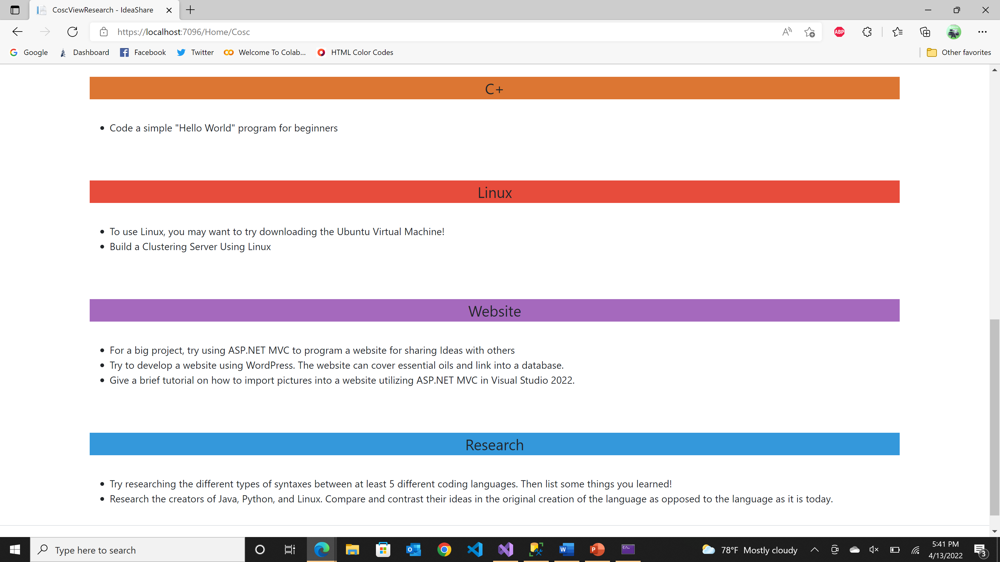 CoscViewResearch - IdeaShare
https://localhost:7096/Home/Cosc
ABP
Google Dashboard Facebook Twitter Welcome To Colab... HTML Color Codes Other favorites
C+
• Code a simple "Hello World" program for beginners
Linux
• To use Linux, you may want to try downloading the Ubuntu Virtual Machine!
• Build a Clustering Server Using Linux
Website
• For a big project, try using ASP.NET MVC to program a website for sharing Ideas with others
• Try to develop a website using WordPress. The website can cover essential oils and link into a database.
• Give a brief tutorial on how to import pictures into a website utilizing ASP.NET MVC in Visual Studio 2022.
Research
• Try researching the different types of syntaxes between at least 5 different coding languages. Then list some things you learned!
• Research the creators of Java, Python, and Linux. Compare and contrast their ideas in the original creation of the language as opposed to the language as it is today.
Type here to search
78°F Mostly cloudy
5:41 PM
4/13/2022
3